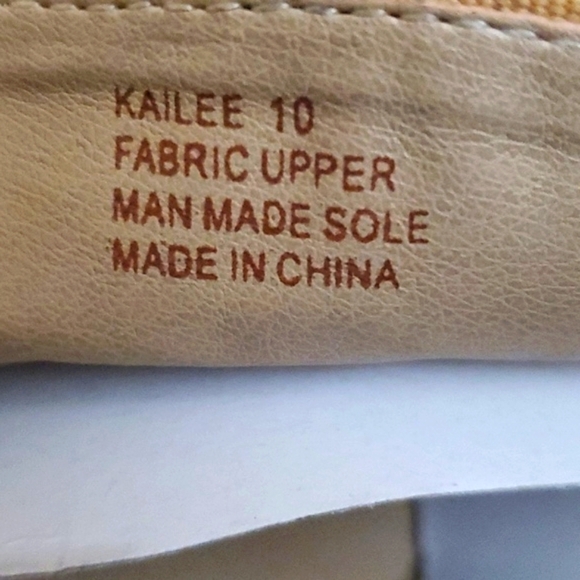 KAILEE 10
FABRIC UPPER
MAN MADE SOLE
MADE IN CHINA